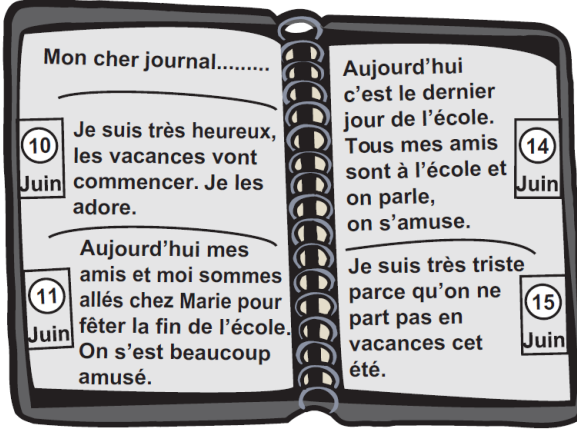 Mon cher journal.........
10
Juin
Je suis très heureux,
les vacances vont
commencer. Je les
adore.
11
Juin
Aujourd'hui mes
amis et moi sommes
allés chez Marie pour
fêter la fin de l'école.
On s'est beaucoup
amusé.
Aujourd'hui
c'est le dernier
jour de l'école.
Tous mes amis
sont à l'école et
on parle,
on s'amuse.
14
Juin
Je suis très triste
parce qu'on ne
part pas en
vacances cet
été.
15
Juin